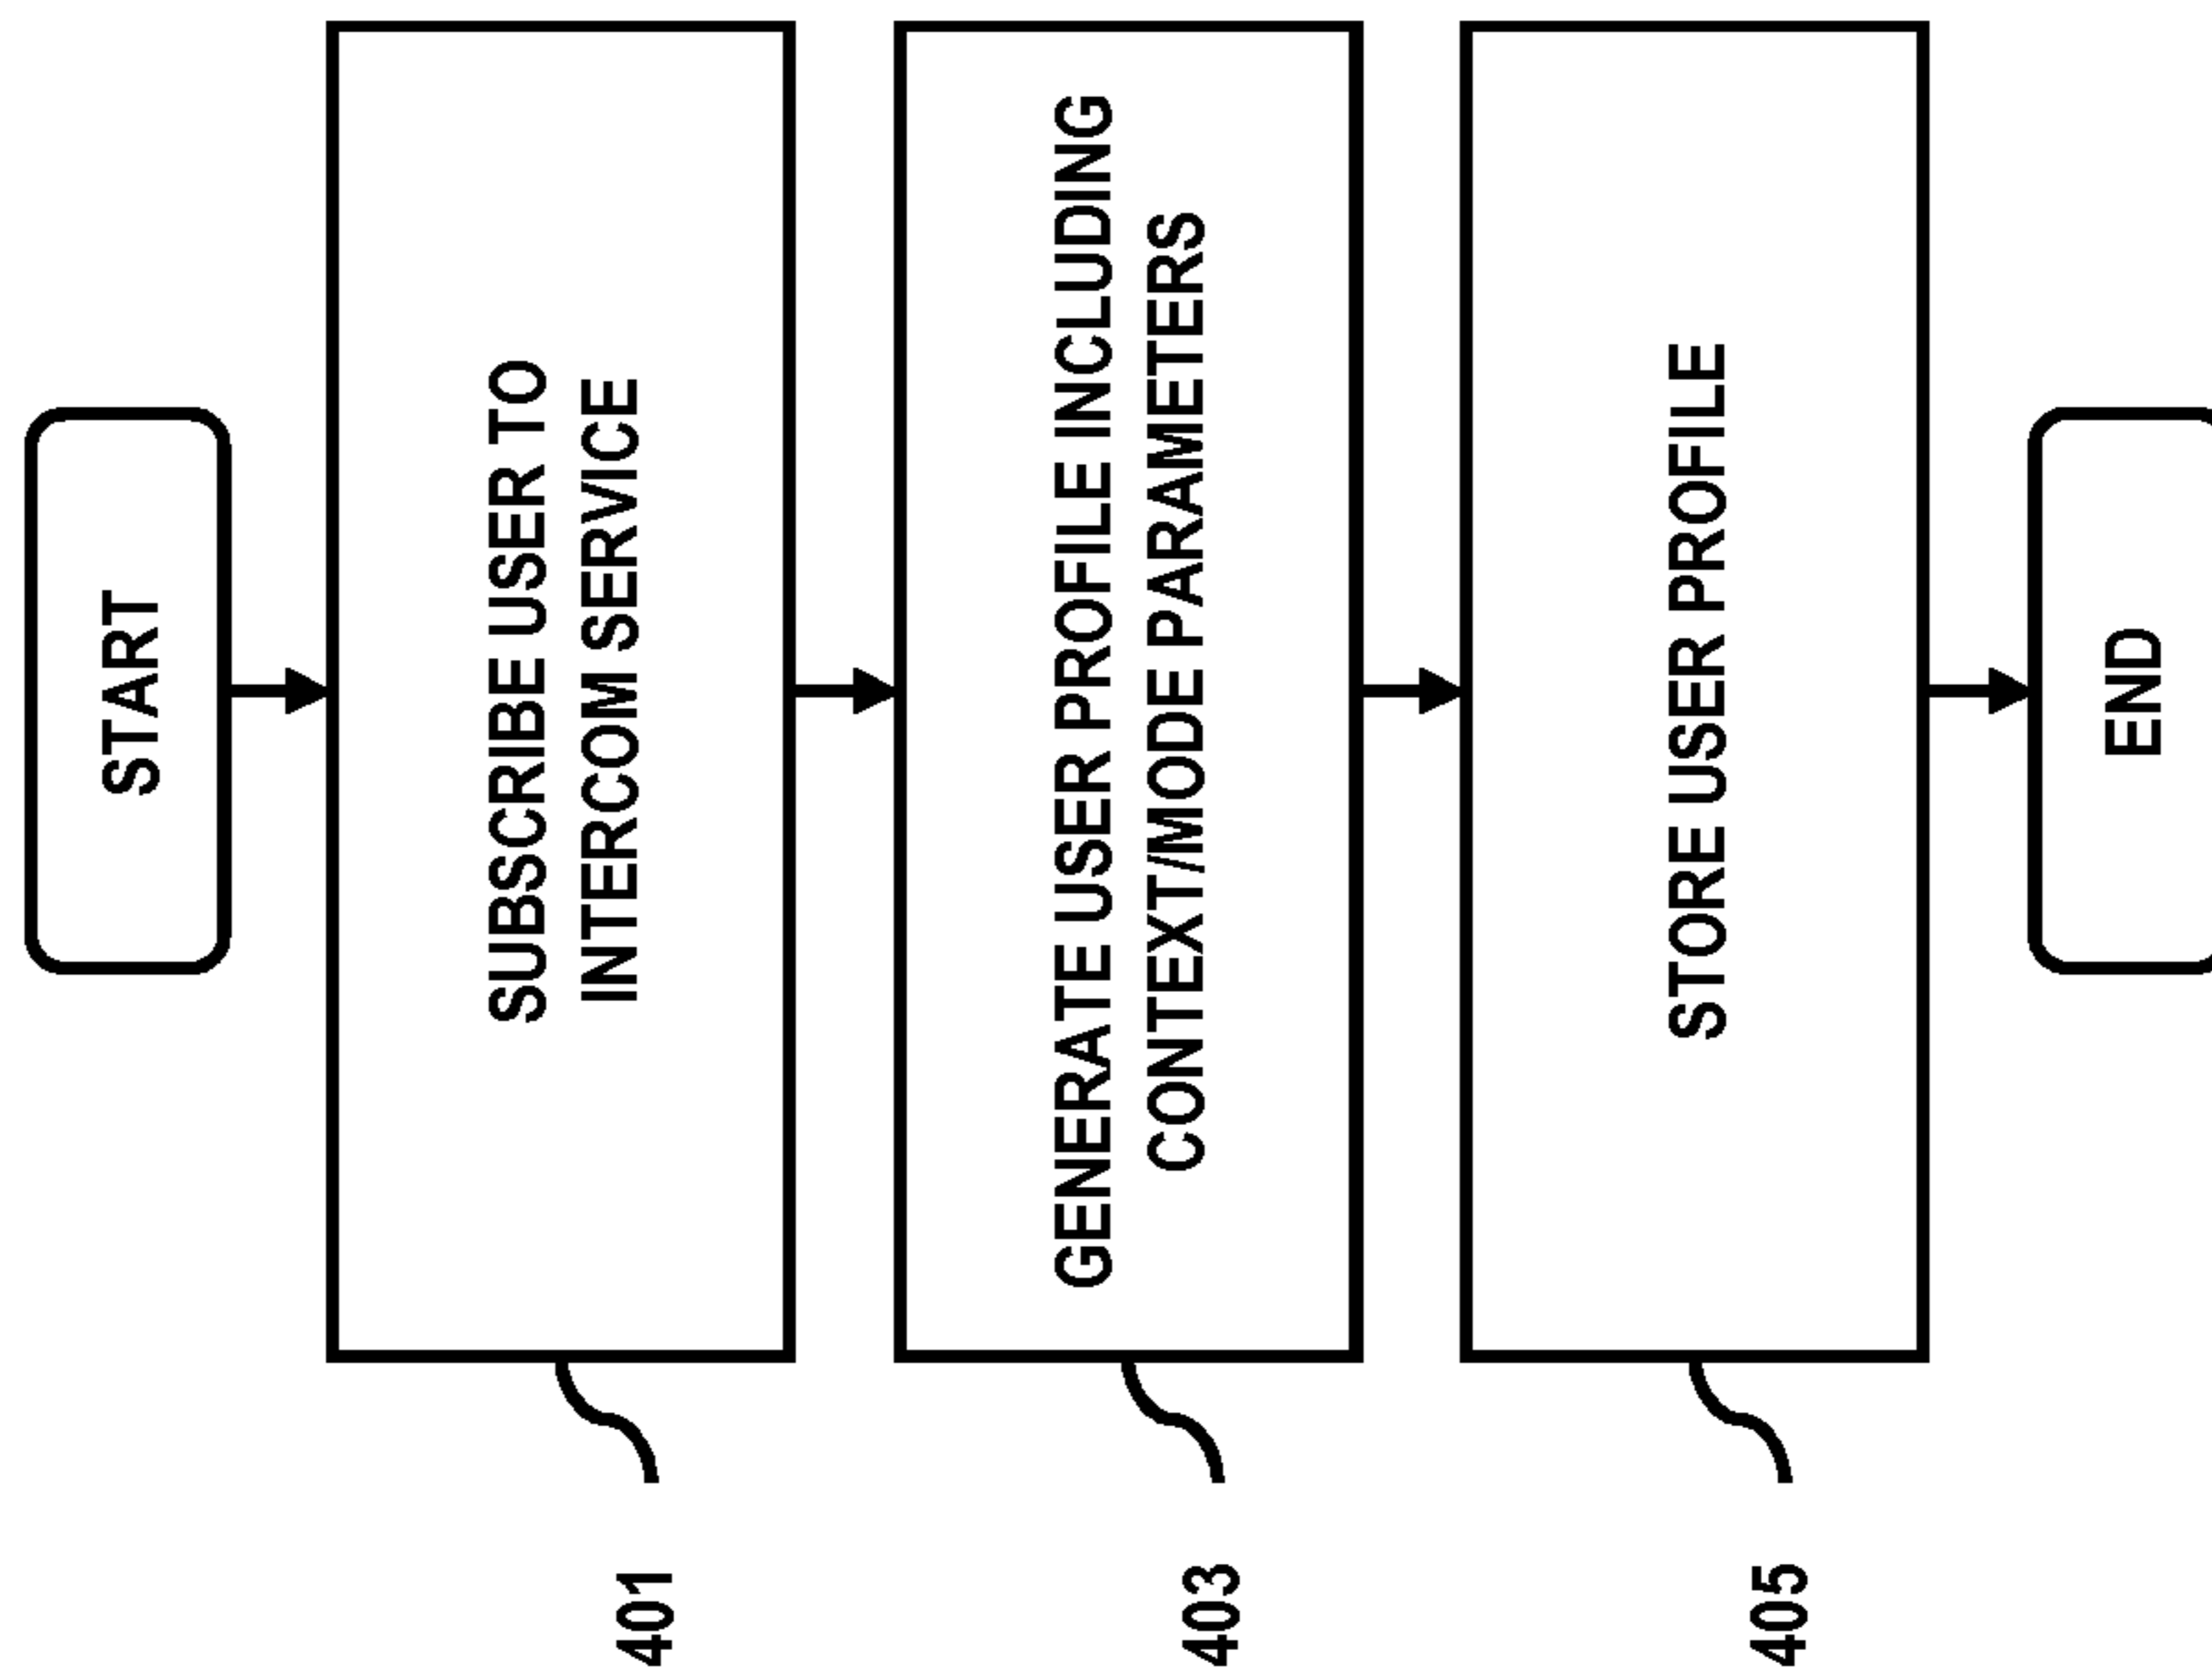 START
SUBSCRIBE USER TO
INTERCOM SERVICE
401
GENERATE USER PROFILE INCLUDING
CONTEXT/MODE PARAMETERS
403
STORE USER PROFILE
405
END